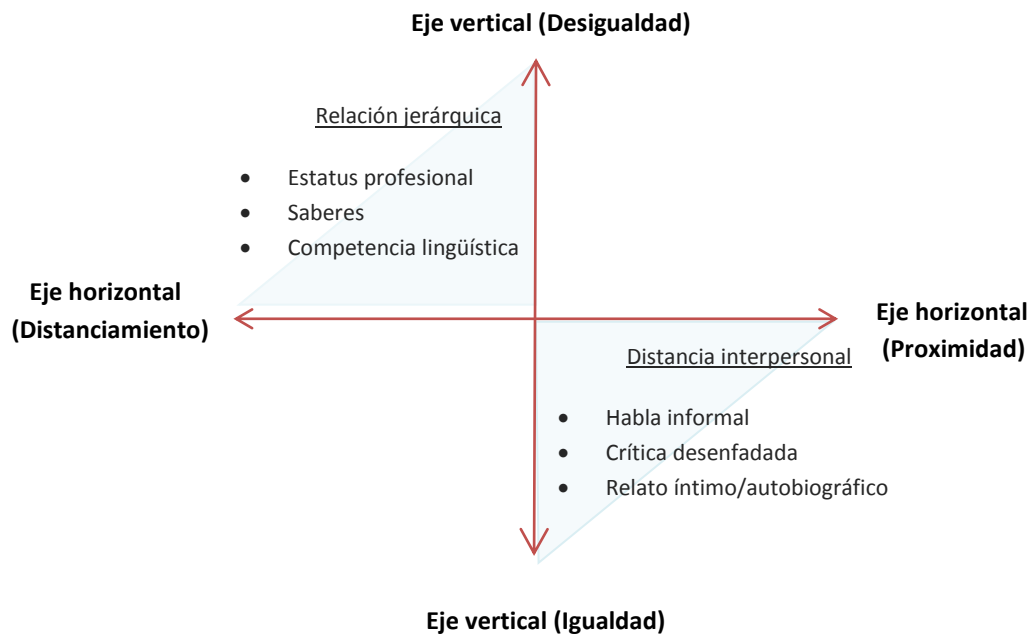 Eje vertical (Desigualdad)
Relación jerárquica
• Estatus profesional
• Saberes
• Competencia lingüística
Eje horizontal
(Distanciamiento)
Eje horizontal
(Proximidad)
Distancia interpersonal
• Habla informal
• Crítica desenfadada
• Relato íntimo/autobiográfico
Eje vertical (Igualdad)